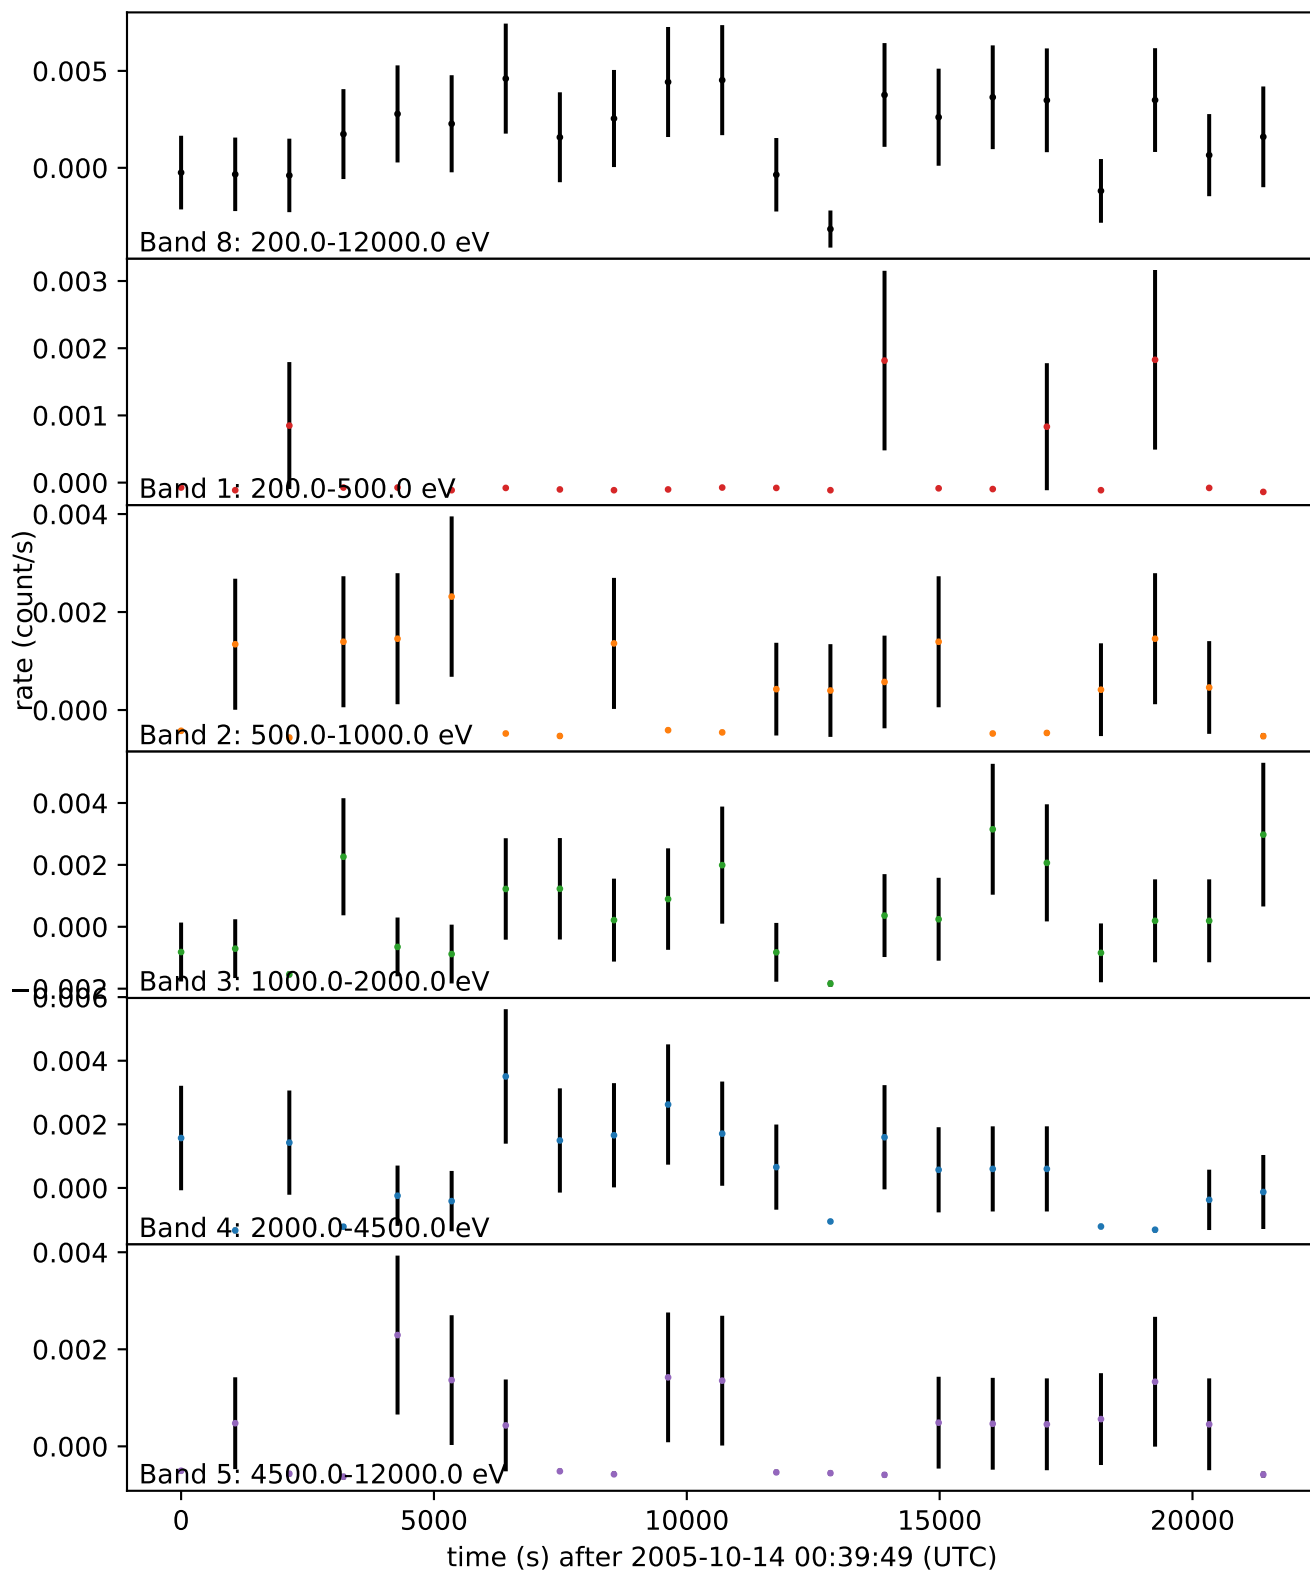 0.005
0.000
Band 8: 200.0-12000.0 eV
0.003
0.002
0.001
0.000
Band 1: 200.0-500.0 eV
rate (count/s)
0.004
0.002
0.000
Band 2: 500.0-1000.0 eV
0.004
0.002
0.000
−0.002
Band 3: 1000.0-2000.0 eV
0.006
0.004
0.002
0.000
Band 4: 2000.0-4500.0 eV
0.004
0.002
0.000
Band 5: 4500.0-12000.0 eV
0 5000 10000 15000 20000
time (s) after 2005-10-14 00:39:49 (UTC)